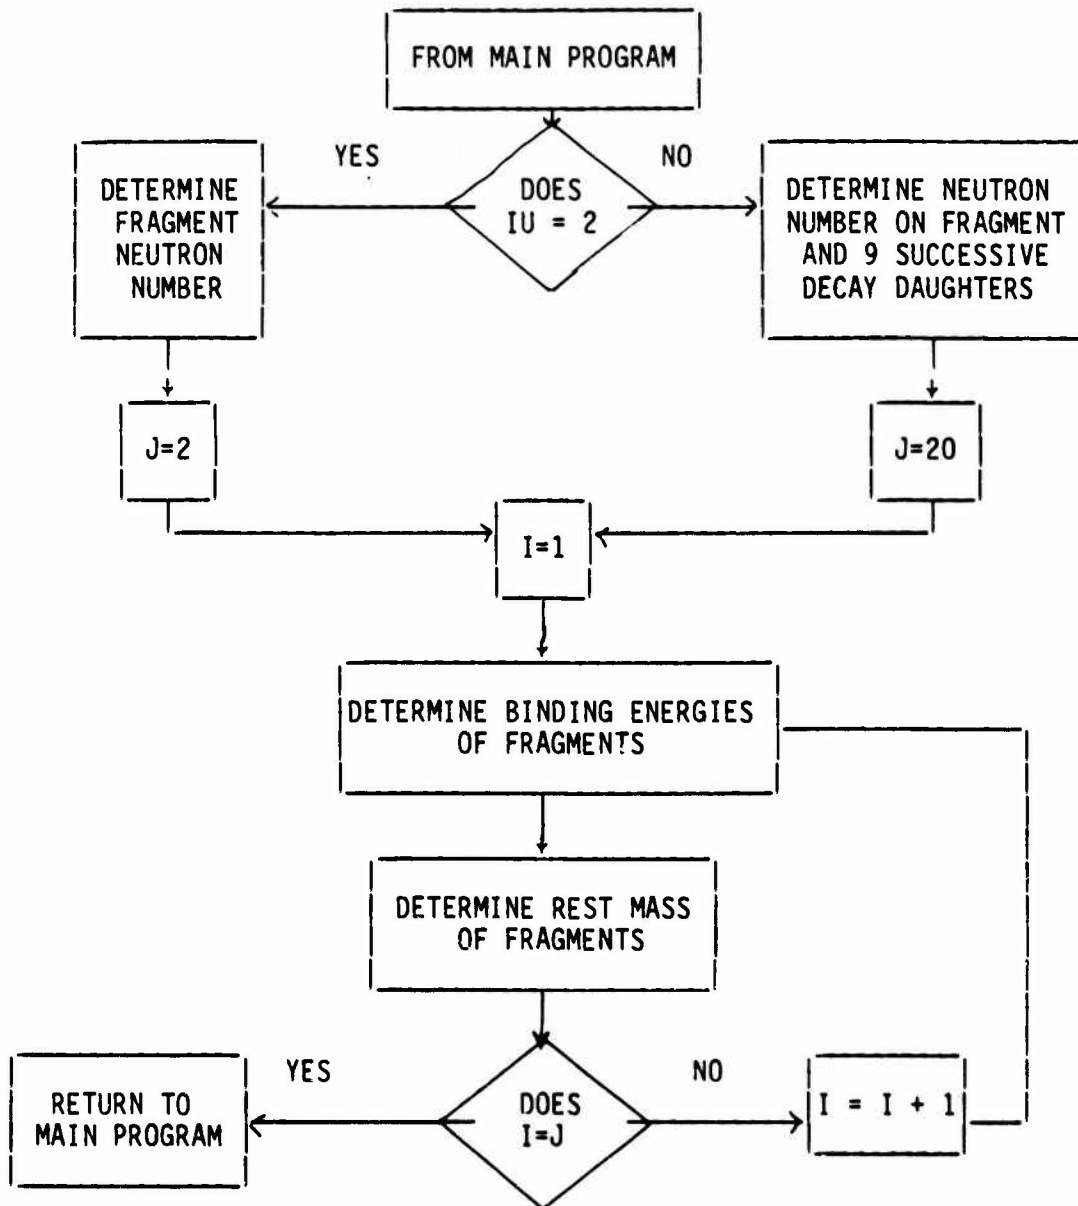 FROM MAIN PROGRAM
YES
NO
DOES
IU = 2
DETERMINE
FRAGMENT
NEUTRON
NUMBER
DETERMINE NEUTRON
NUMBER ON FRAGMENT
AND 9 SUCCESSIVE
DECAY DAUGHTERS
J=2
J=20
I=1
DETERMINE BINDING ENERGIES
OF FRAGMENTS
DETERMINE REST MASS
OF FRAGMENTS
YES
NO
DOES
I=J
RETURN TO
MAIN PROGRAM
I = I + 1